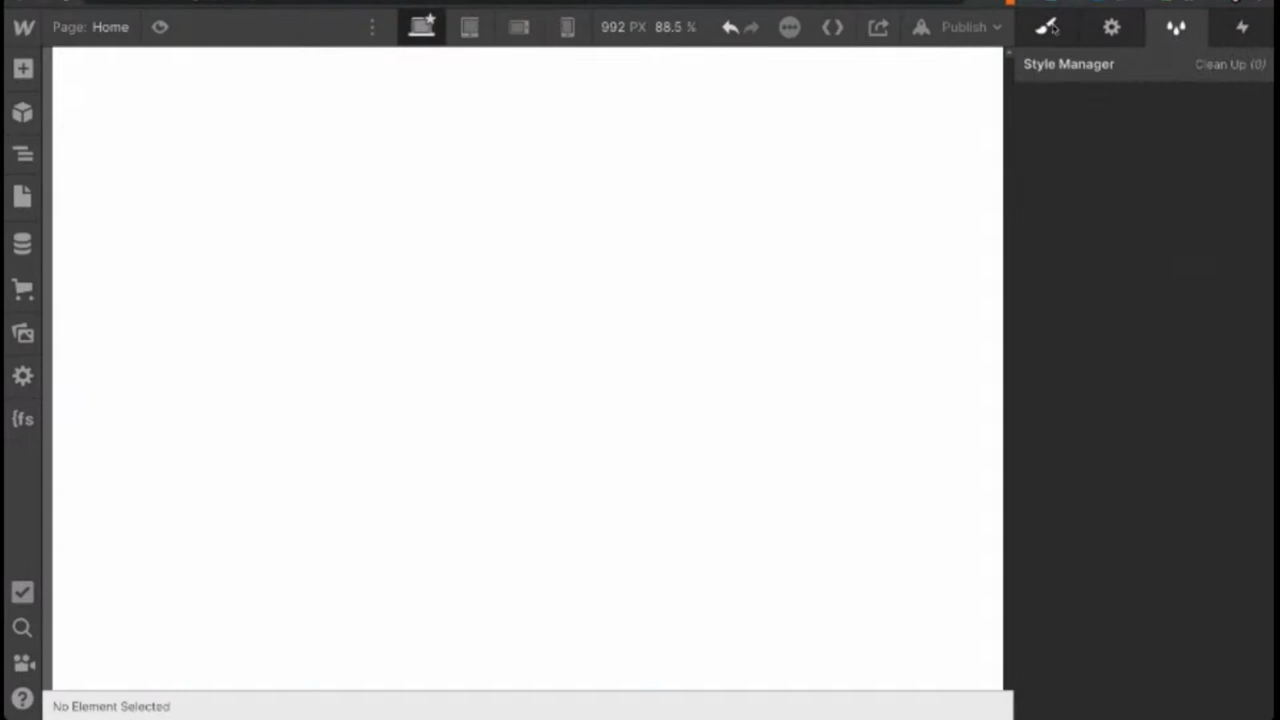 Page: Home
992 PX 88.5 %
Publish
Style Manager
Clean Up (0)
{fs
No Element Selected